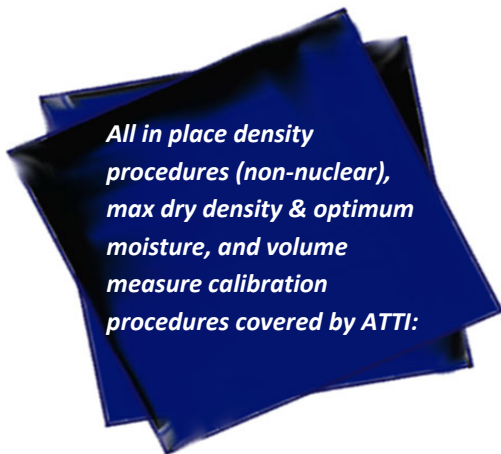 All in place density
procedures (non-nuclear),
max dry density & optimum
moisture, and volume
measure calibration
procedures covered by ATTI: